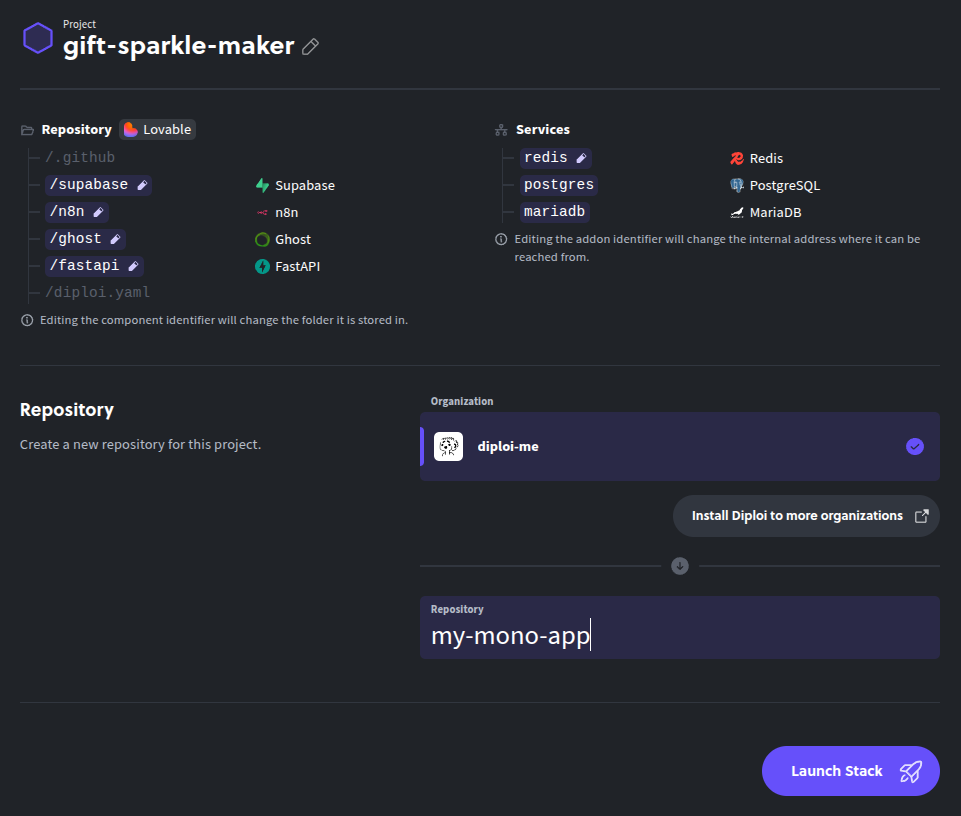 Project
gift-sparkle-maker
Repository Lovable
/.github
/supabase Supabase
/n8n n8n
/ghost Ghost
/fastapi FastAPI
/diploi.yaml
Editing the component identifier will change the folder it is stored in.
Services
redis Redis
postgres PostgreSQL
mariadb MariaDB
Editing the addon identifier will change the internal address where it can be
reached from.
Repository
Create a new repository for this project.
Organization
diploi-me
Install Diploi to more organizations
Repository
my-mono-app
Launch Stack